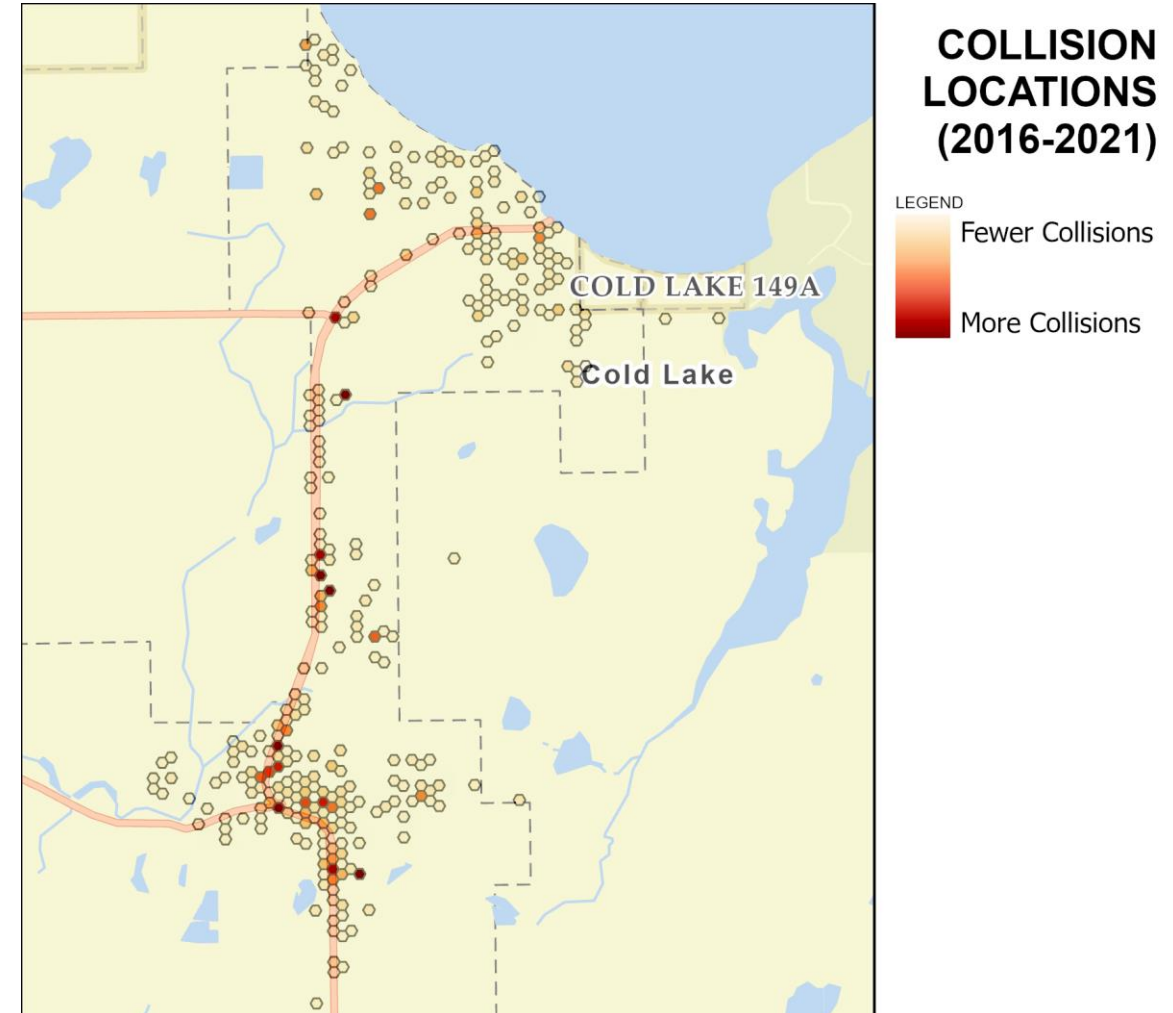 COLLISION
LOCATIONS
(2016-2021)
LEGEND
Fewer Collisions
More Collisions
COLD LAKE 149A
Cold Lake